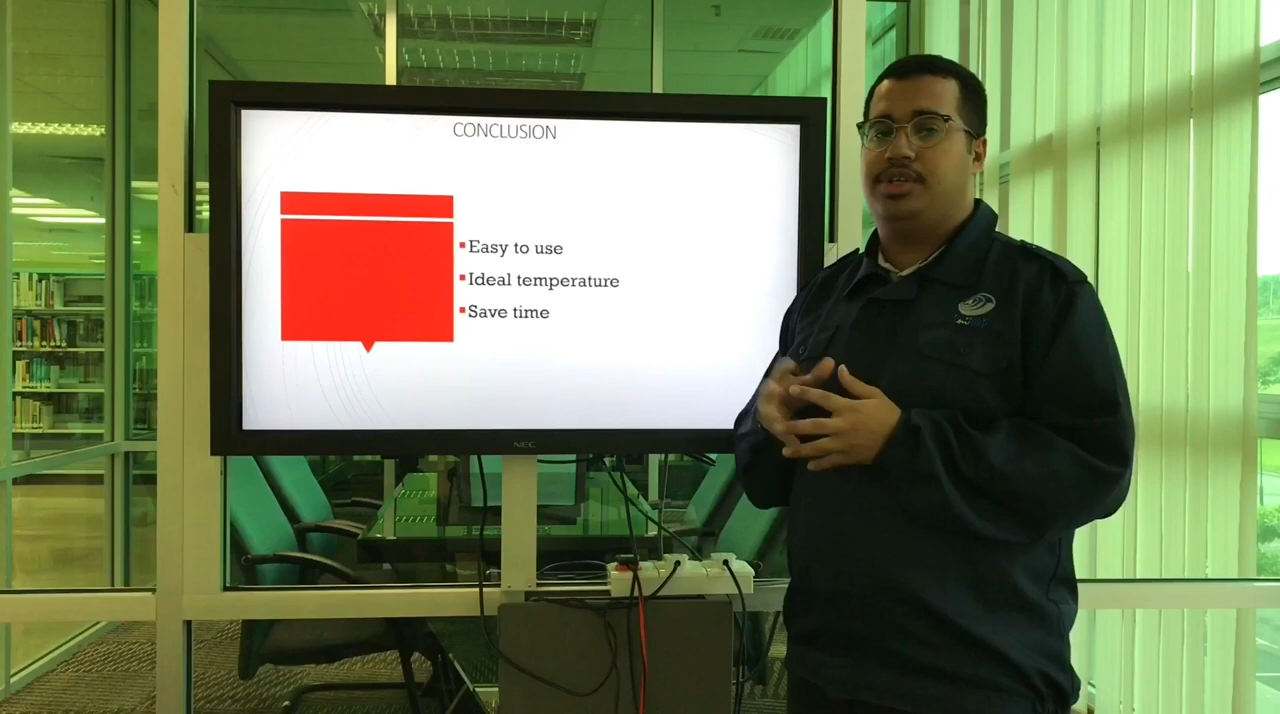 CONCLUSION
Easy to use
Ideal temperature
Save time
NEC